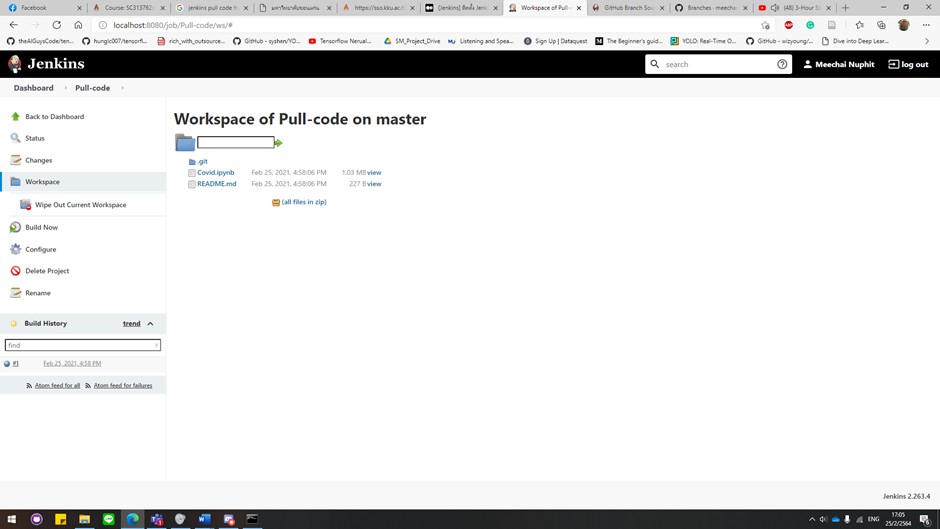 Facebook
Course: SC313762:
jenkins pull code fr
มหาวิทยาลัยขอนแก่น
https://sso.kku.ac.t
[Jenkins] ติดตั้ง Jenk
Workspace of Pull-
GitHub Branch Sou
Branches · meecha
(48) 3-Hour St
localhost:8080/job/Pull-code/ws/#
theAIGuysCode/ten...
hunglc007/tensorfl...
rich_with_outsource...
GitHub - syshen/YO...
Tensorflow Nerual...
SM_Project_Drive
Listening and Spea...
Sign Up | Dataquest
The Beginner's guid...
YOLO: Real-Time O...
GitHub - wizyoung/...
Dive into Deep Lear...
Jenkins
search
Meechai Nuphit
log out
Dashboard
Pull-code
Back to Dashboard
Status
Changes
Workspace
Wipe Out Current Workspace
Build Now
Configure
Delete Project
Rename
Build History
trend
find
x
#1
Feb 25, 2021, 4:58 PM
Atom feed for all
Atom feed for failures
Workspace of Pull-code on master
.git
Covid.ipynb Feb 25, 2021, 4:58:06 PM 1.03 MB view
README.md Feb 25, 2021, 4:58:06 PM 227 B view
(all files in zip)
Jenkins 2.263.4
ENG
17:05
25/2/2564